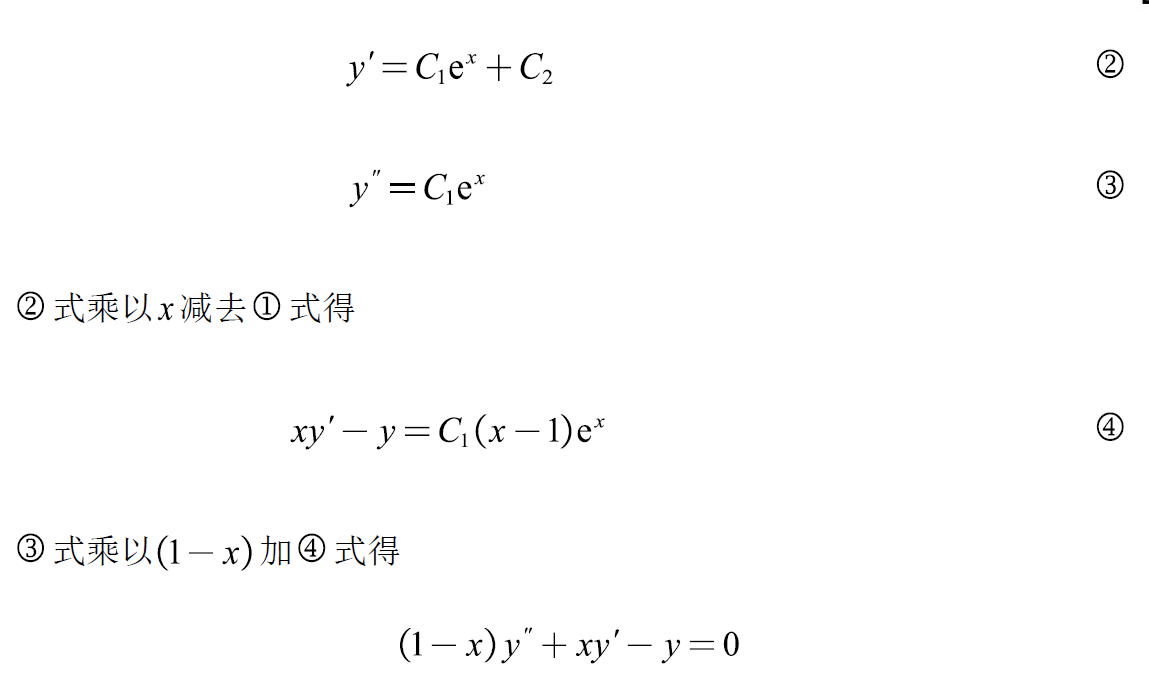 y′=C₁eˣ+C₂ ②
y″=C₁eˣ ③
②式乘以x减去①式得
xy′−y=C₁(x−1)eˣ ④
③式乘以(1−x)加④式得
(1−x)y″+xy′−y=0